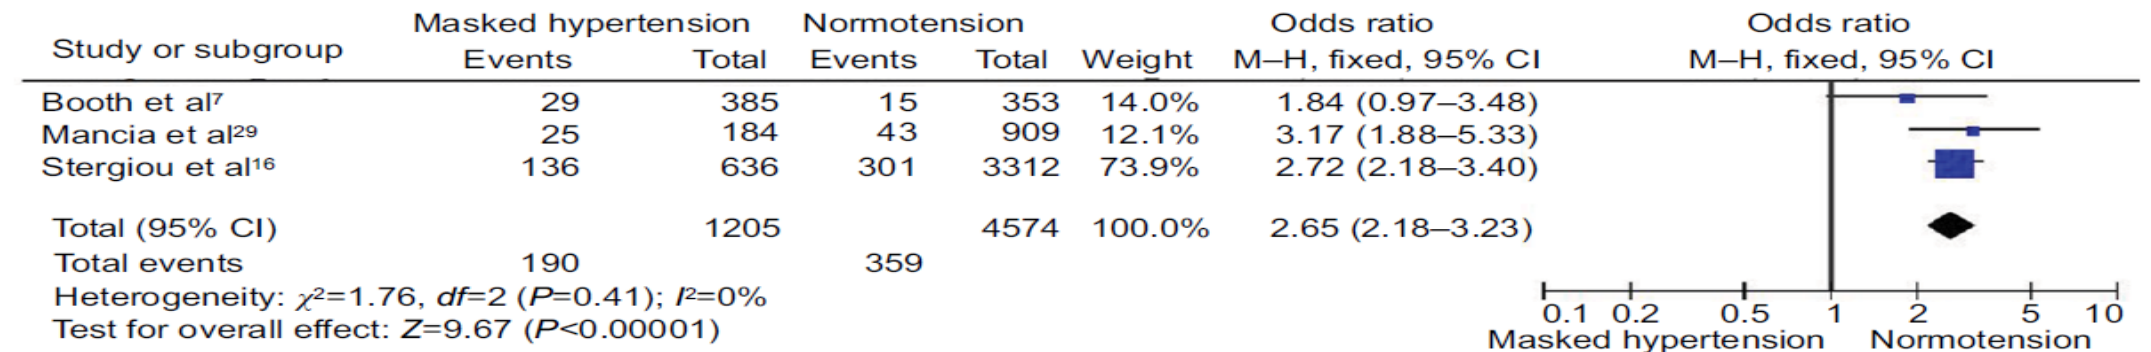 Masked hypertension Normotension Odds ratio Odds ratio
Study or subgroup Events Total Events Total Weight M–H, fixed, 95% CI M–H, fixed, 95% CI
Booth et al⁷ 29 385 15 353 14.0% 1.84 (0.97–3.48)
Mancia et al²⁹ 25 184 43 909 12.1% 3.17 (1.88–5.33)
Stergiou et al¹⁶ 136 636 301 3312 73.9% 2.72 (2.18–3.40)
Total (95% CI) 1205 4574 100.0% 2.65 (2.18–3.23)
Total events 190 359
Heterogeneity: χ²=1.76, df=2 (P=0.41); I²=0%
Test for overall effect: Z=9.67 (P<0.00001)
0.1 0.2 0.5 1 2 5 10
Masked hypertension Normotension